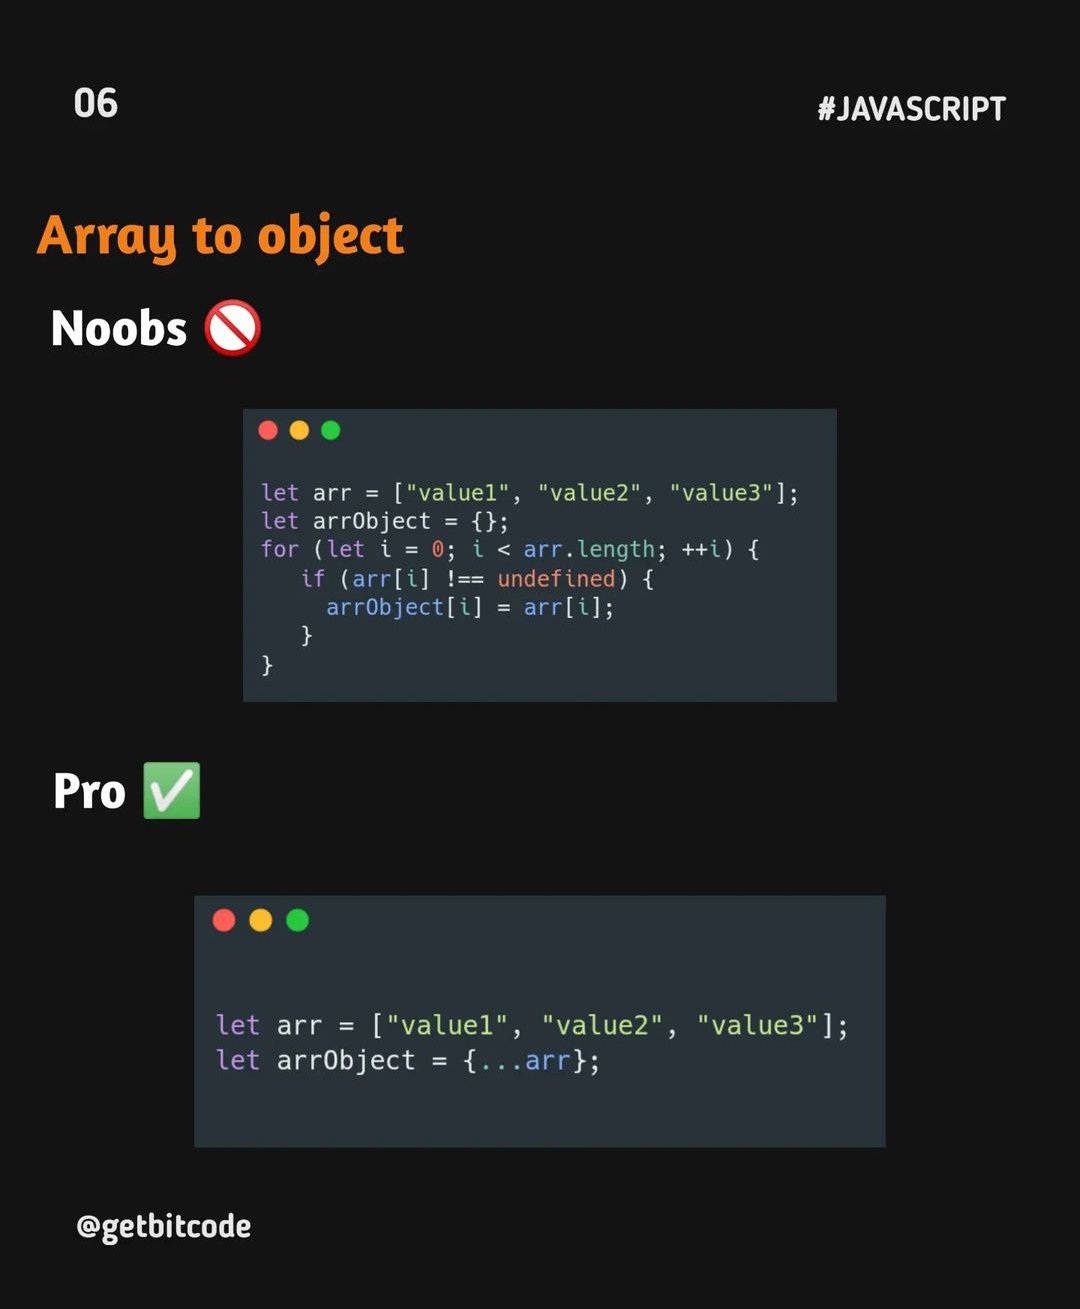 06
#JAVASCRIPT
Array to object
Noobs 🚫
let arr = ["value1", "value2", "value3"];
let arrObject = {};
for (let i = 0; i < arr.length; ++i) {
   if (arr[i] !== undefined) {
     arrObject[i] = arr[i];
   }
}
Pro ✅
let arr = ["value1", "value2", "value3"];
let arrObject = {...arr};
@getbitcode